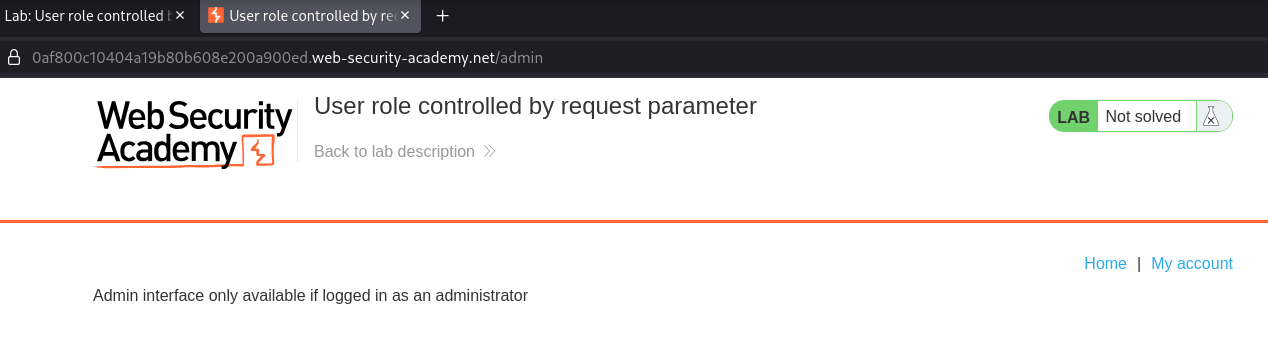 Lab: User role controlled
User role controlled by re
0af800c10404a19b80b608e200a900ed.web-security-academy.net/admin
Web Security
Academy
User role controlled by request parameter
Back to lab description
LAB Not solved
Home | My account
Admin interface only available if logged in as an administrator